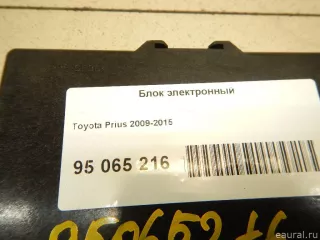 Блок электронный
Toyota Prius 2009-2015
95 065 216
© eaural.ru